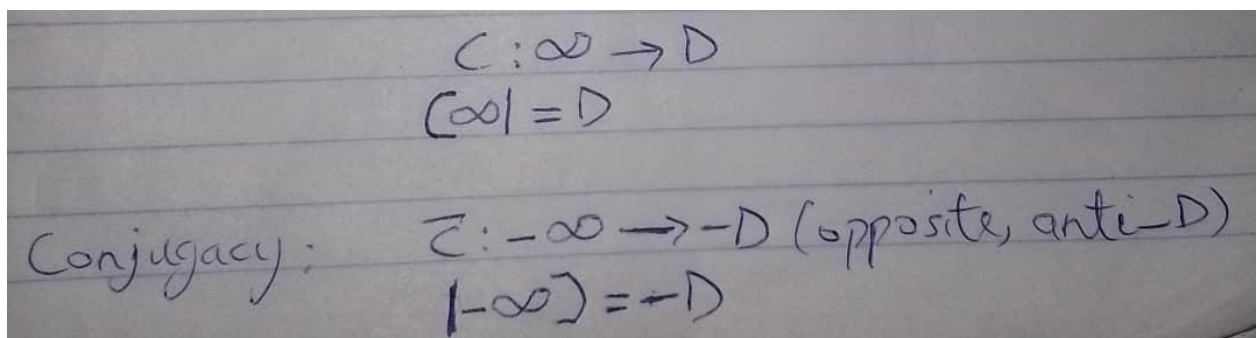 C : ∞ → D
(∞| = D
Conjugacy: C̅ : -∞ → -D (opposite, anti-D)
|-∞) = -D